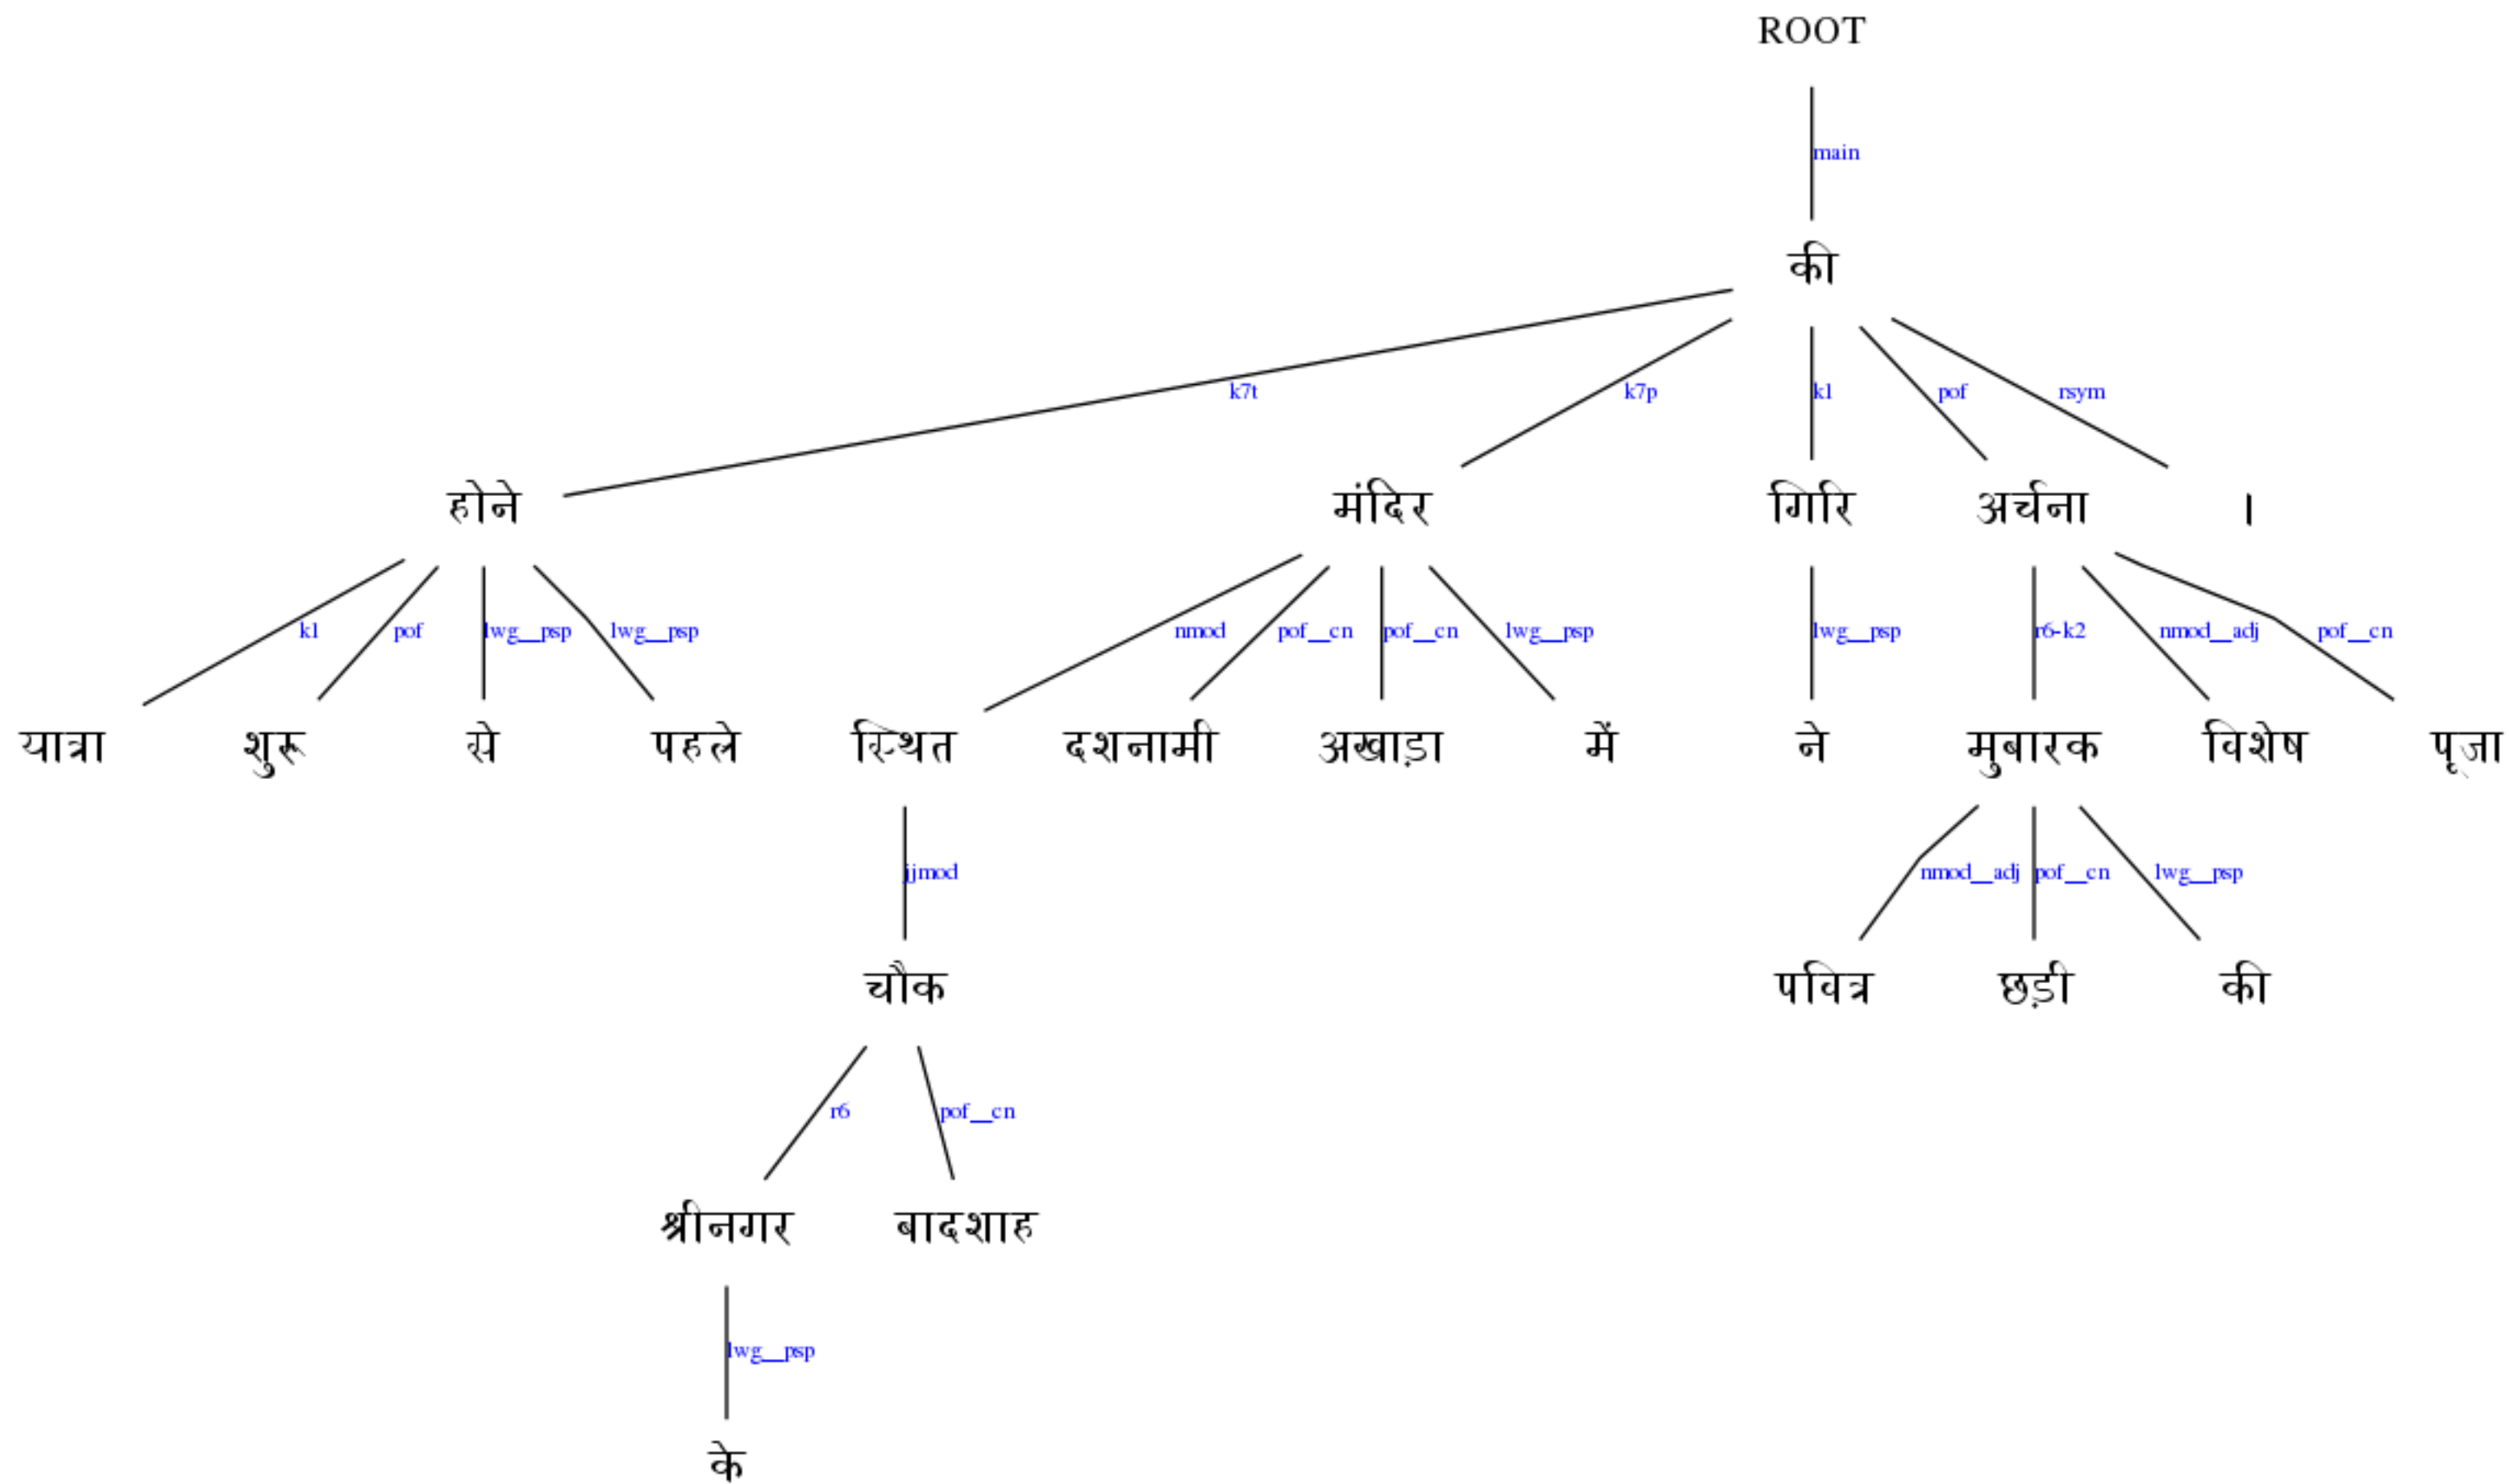 ROOT
main
की
k7t k7p k1 pof rsym
होने मंदिर गिरि अर्चना ।
k1 pof lwg__psp lwg__psp nmod pof__cn pof__cn lwg__psp lwg__psp r6-k2 nmod__adj pof__cn
यात्रा शुरू से पहले स्थित दशनामी अखाड़ा में ने मुबारक विशेष पूजा
jjmod nmod__adj pof__cn lwg__psp
चौक पवित्र छड़ी की
r6 pof__cn
श्रीनगर बादशाह
lwg__psp
के